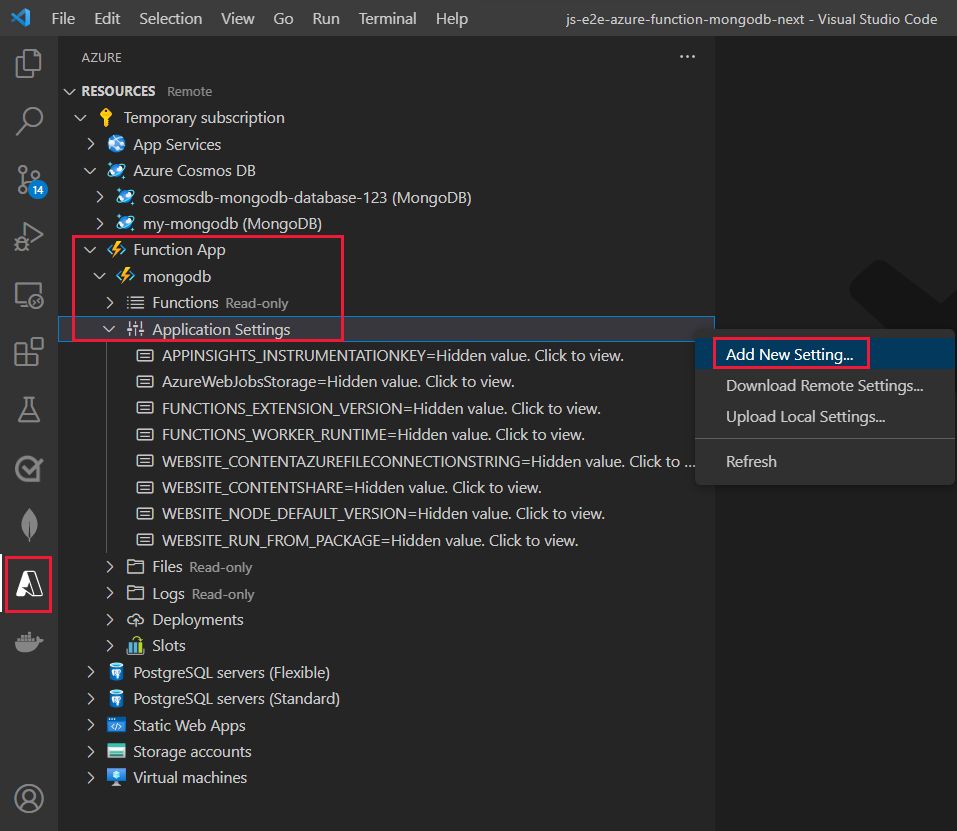 File Edit Selection View Go Run Terminal Help js-e2e-azure-function-mongodb-next - Visual Studio Code
AZURE
RESOURCES Remote
Temporary subscription
App Services
Azure Cosmos DB
14
cosmosdb-mongodb-database-123 (MongoDB)
my-mongodb (MongoDB)
Function App
mongodb
Functions Read-only
Application Settings
APPINSIGHTS_INSTRUMENTATIONKEY=Hidden value. Click to view.
AzureWebJobsStorage=Hidden value. Click to view.
FUNCTIONS_EXTENSION_VERSION=Hidden value. Click to view.
FUNCTIONS_WORKER_RUNTIME=Hidden value. Click to view.
WEBSITE_CONTENTAZUREFILECONNECTIONSTRING=Hidden value. Click to ...
WEBSITE_CONTENTSHARE=Hidden value. Click to view.
WEBSITE_NODE_DEFAULT_VERSION=Hidden value. Click to view.
WEBSITE_RUN_FROM_PACKAGE=Hidden value. Click to view.
Files Read-only
Logs Read-only
Deployments
Slots
PostgreSQL servers (Flexible)
PostgreSQL servers (Standard)
Static Web Apps
Storage accounts
Virtual machines
Add New Setting...
Download Remote Settings...
Upload Local Settings...
Refresh